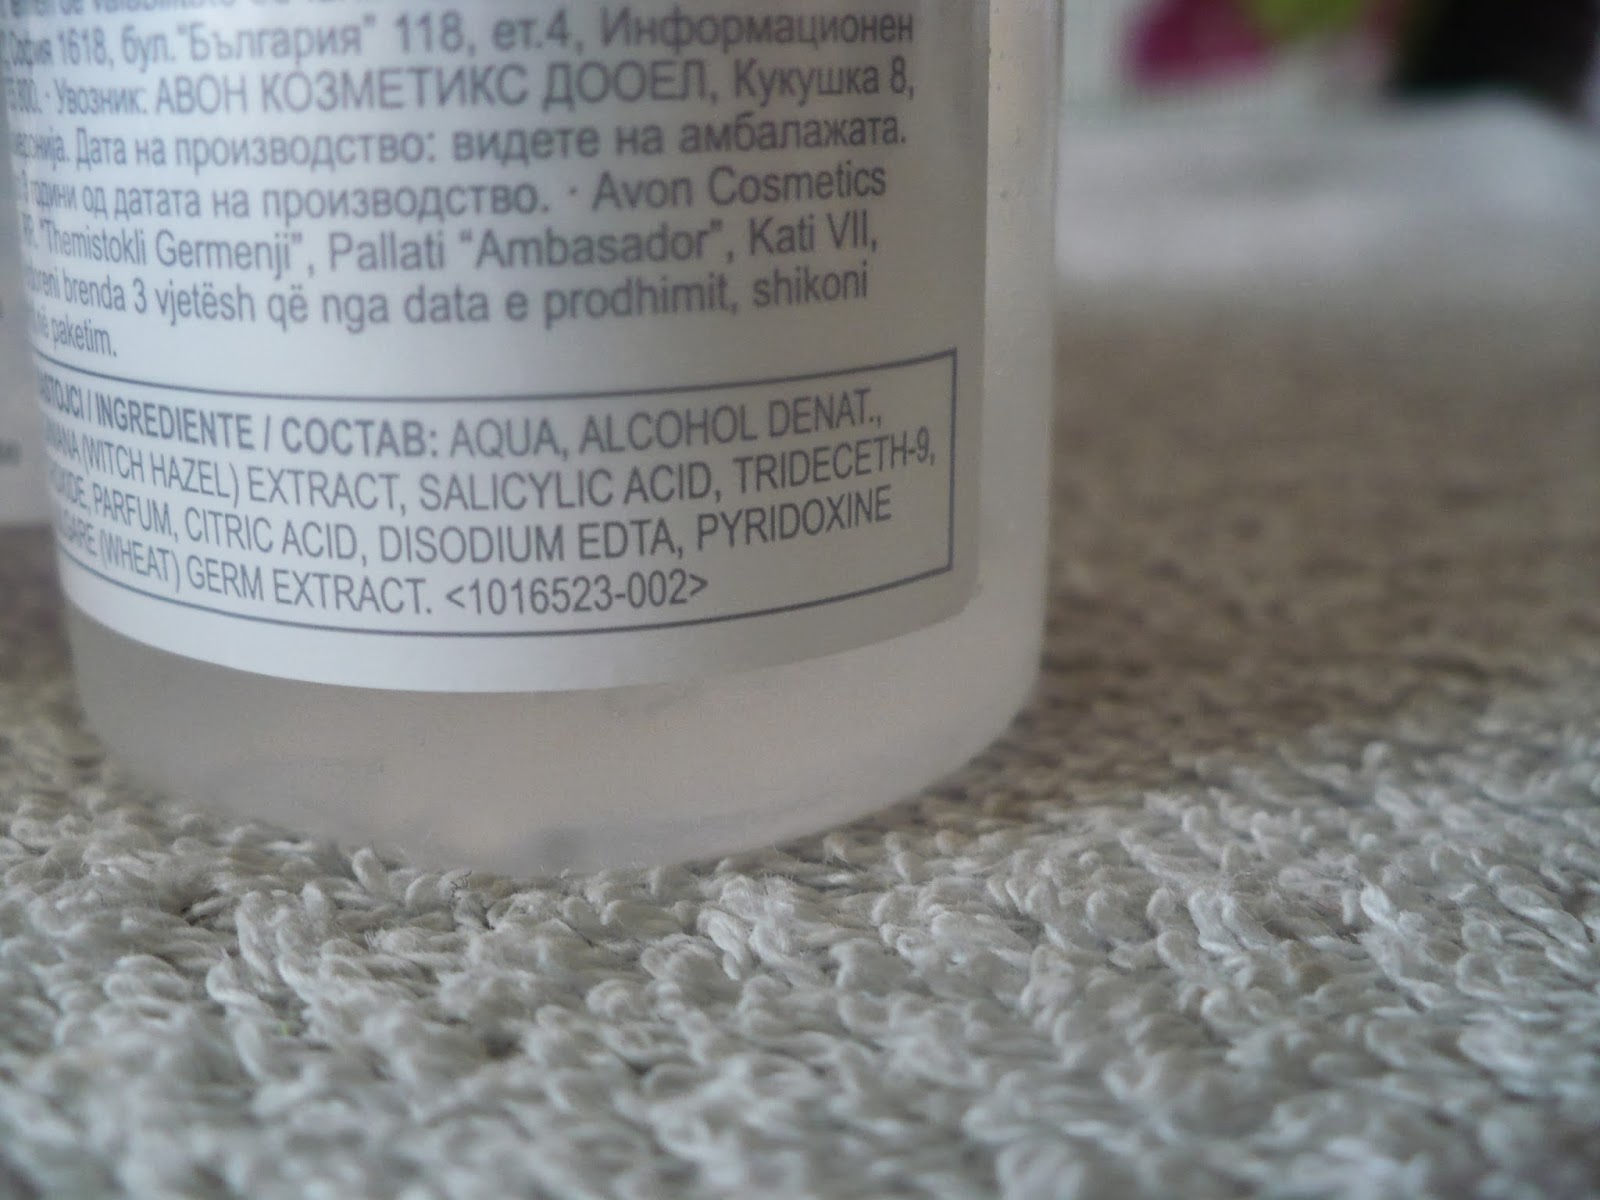 1618, бул."България" 118, ет.4, Информационен
Увозник: АВОН КОЗМЕТИКС ДООЕЛ, Кукушка 8,
Дата на производство: видете на амбалажата.
години од датата на производство. · Avon Cosmetics
"Themistokli Germenji", Pallati "Ambasador", Kati VII,
brenda 3 vjetësh që nga data e prodhimit, shikoni
paketim.
/ INGREDIENTE / СОСТАВ: AQUA, ALCOHOL DENAT.,
(WITCH HAZEL) EXTRACT, SALICYLIC ACID, TRIDECETH-9,
PARFUM, CITRIC ACID, DISODIUM EDTA, PYRIDOXINE
(WHEAT) GERM EXTRACT. <1016523-002>